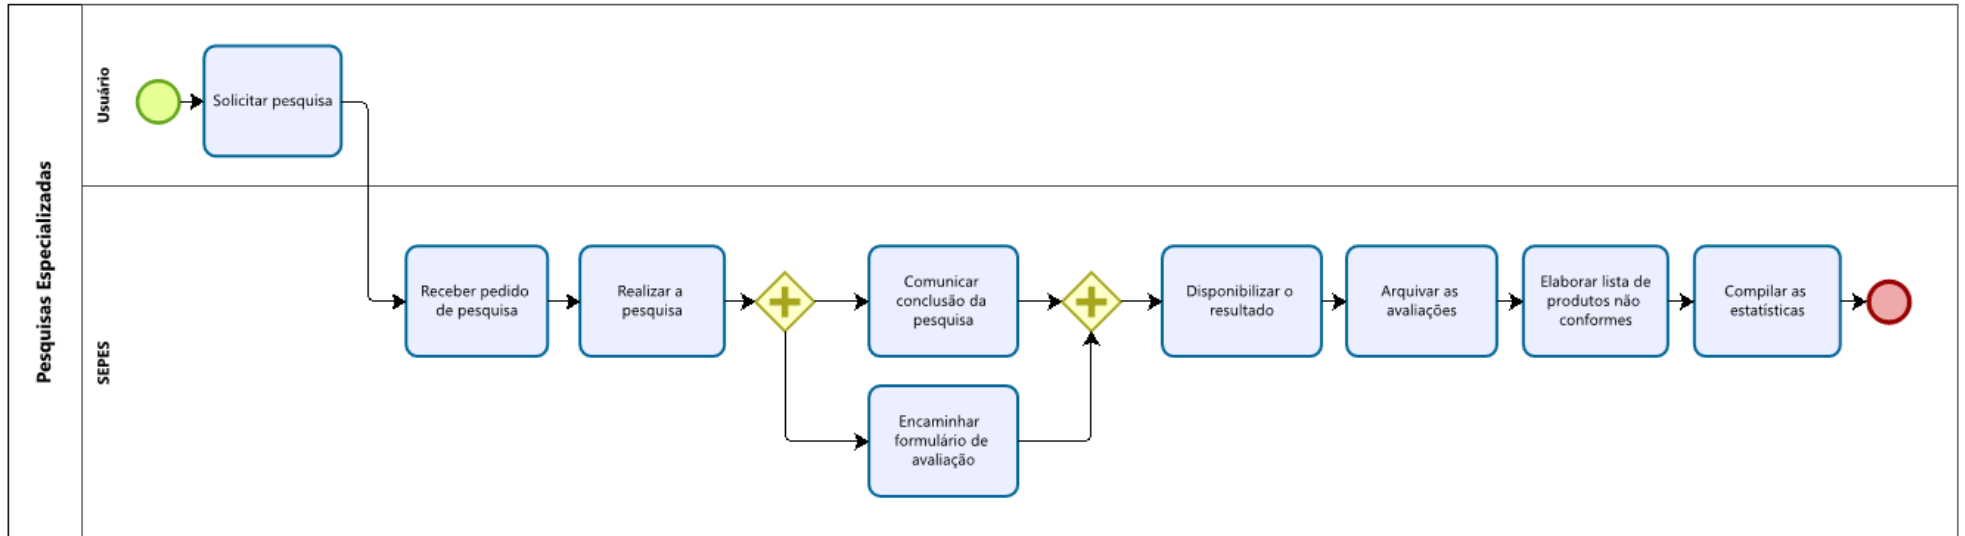 Pesquisas Especializadas
Usuário
Solicitar pesquisa
SEPES
Receber pedido
de pesquisa
Realizar a
pesquisa
Comunicar
conclusão da
pesquisa
Encaminhar
formulário de
avaliação
Disponibilizar o
resultado
Arquivar as
avaliações
Elaborar lista de
produtos não
conformes
Compilar as
estatísticas